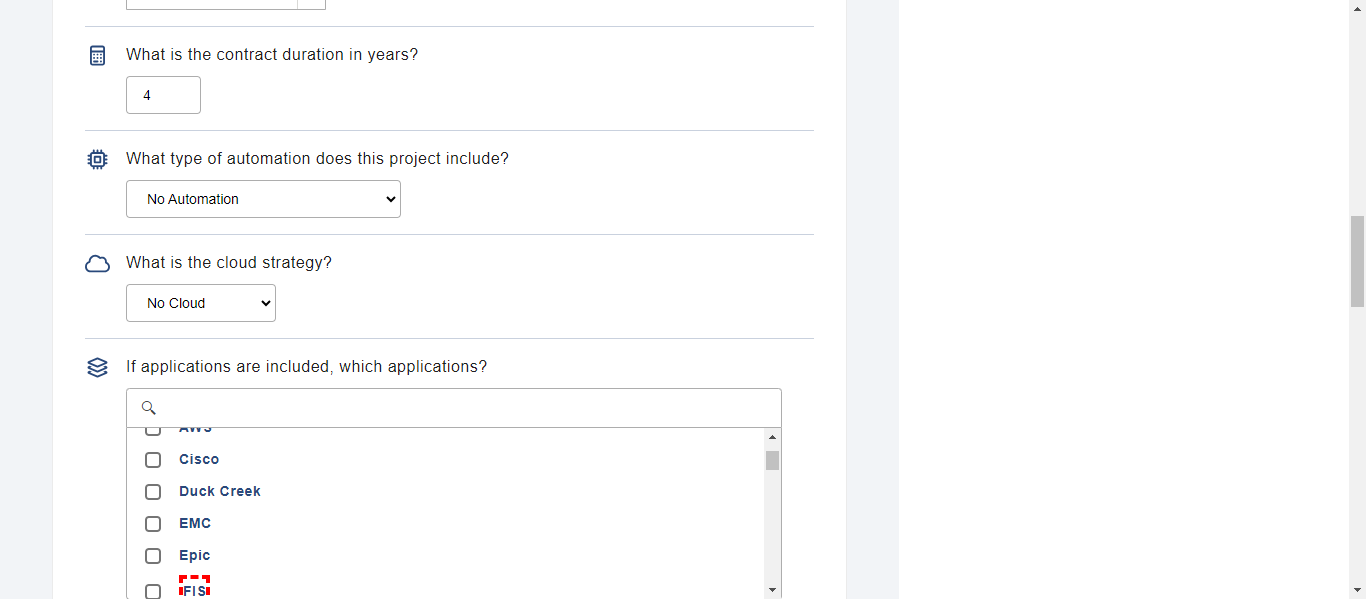 What is the contract duration in years?
4
What type of automation does this project include?
No Automation
What is the cloud strategy?
No Cloud
If applications are included, which applications?
AWS
Cisco
Duck Creek
EMC
Epic
FIS